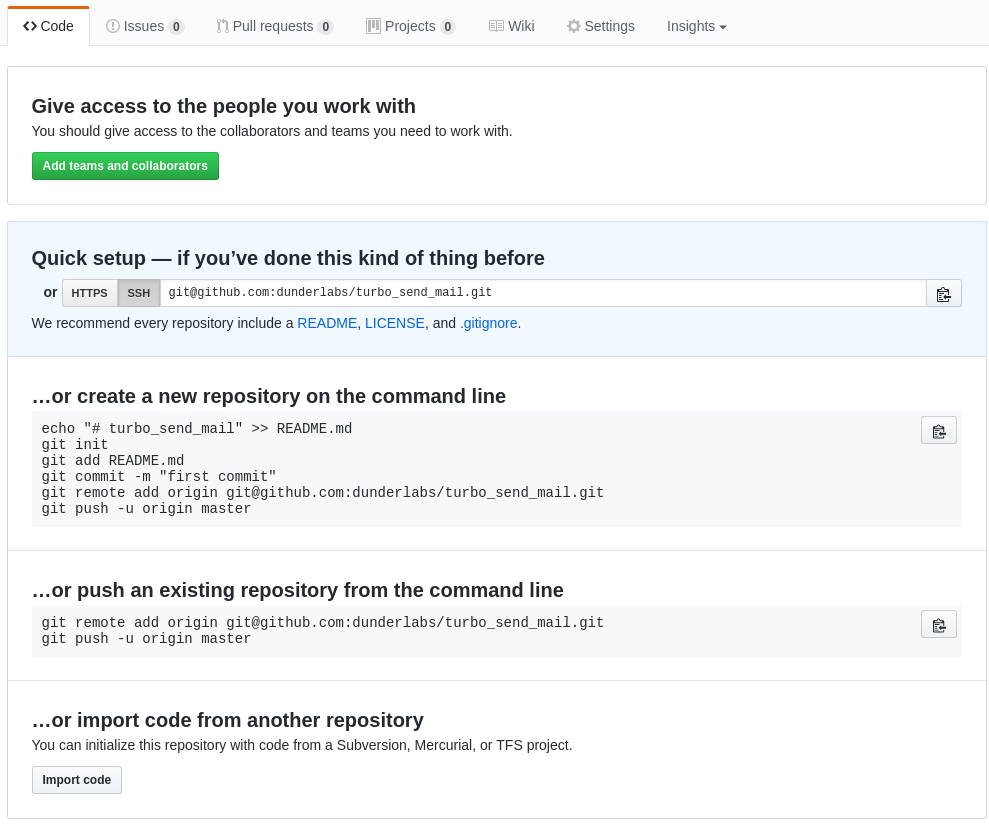 Code Issues 0 Pull requests 0 Projects 0 Wiki Settings Insights
Give access to the people you work with
You should give access to the collaborators and teams you need to work with.
Add teams and collaborators
Quick setup — if you’ve done this kind of thing before
or HTTPS SSH git@github.com:dunderlabs/turbo_send_mail.git
We recommend every repository include a README, LICENSE, and .gitignore.
…or create a new repository on the command line
echo "# turbo_send_mail" >> README.md
git init
git add README.md
git commit -m "first commit"
git remote add origin git@github.com:dunderlabs/turbo_send_mail.git
git push -u origin master
…or push an existing repository from the command line
git remote add origin git@github.com:dunderlabs/turbo_send_mail.git
git push -u origin master
…or import code from another repository
You can initialize this repository with code from a Subversion, Mercurial, or TFS project.
Import code